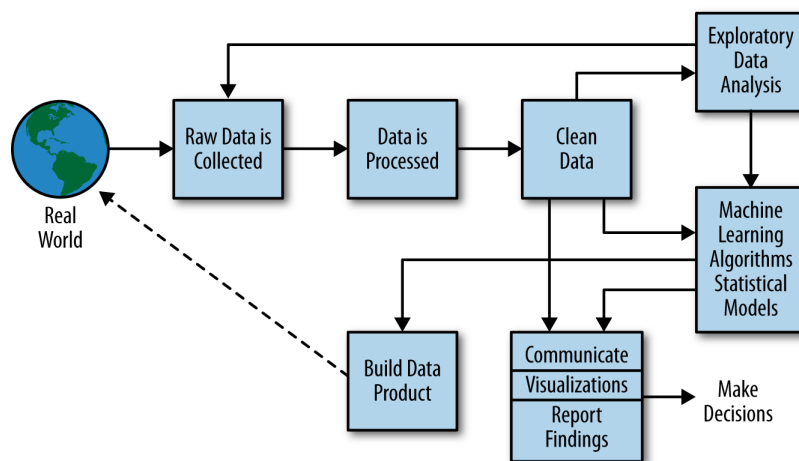 Exploratory
Data
Analysis
Raw Data is
Collected
Data is
Processed
Clean
Data
Real
World
Machine
Learning
Algorithms
Statistical
Models
Build Data
Product
Communicate
Visualizations
Report
Findings
Make
Decisions